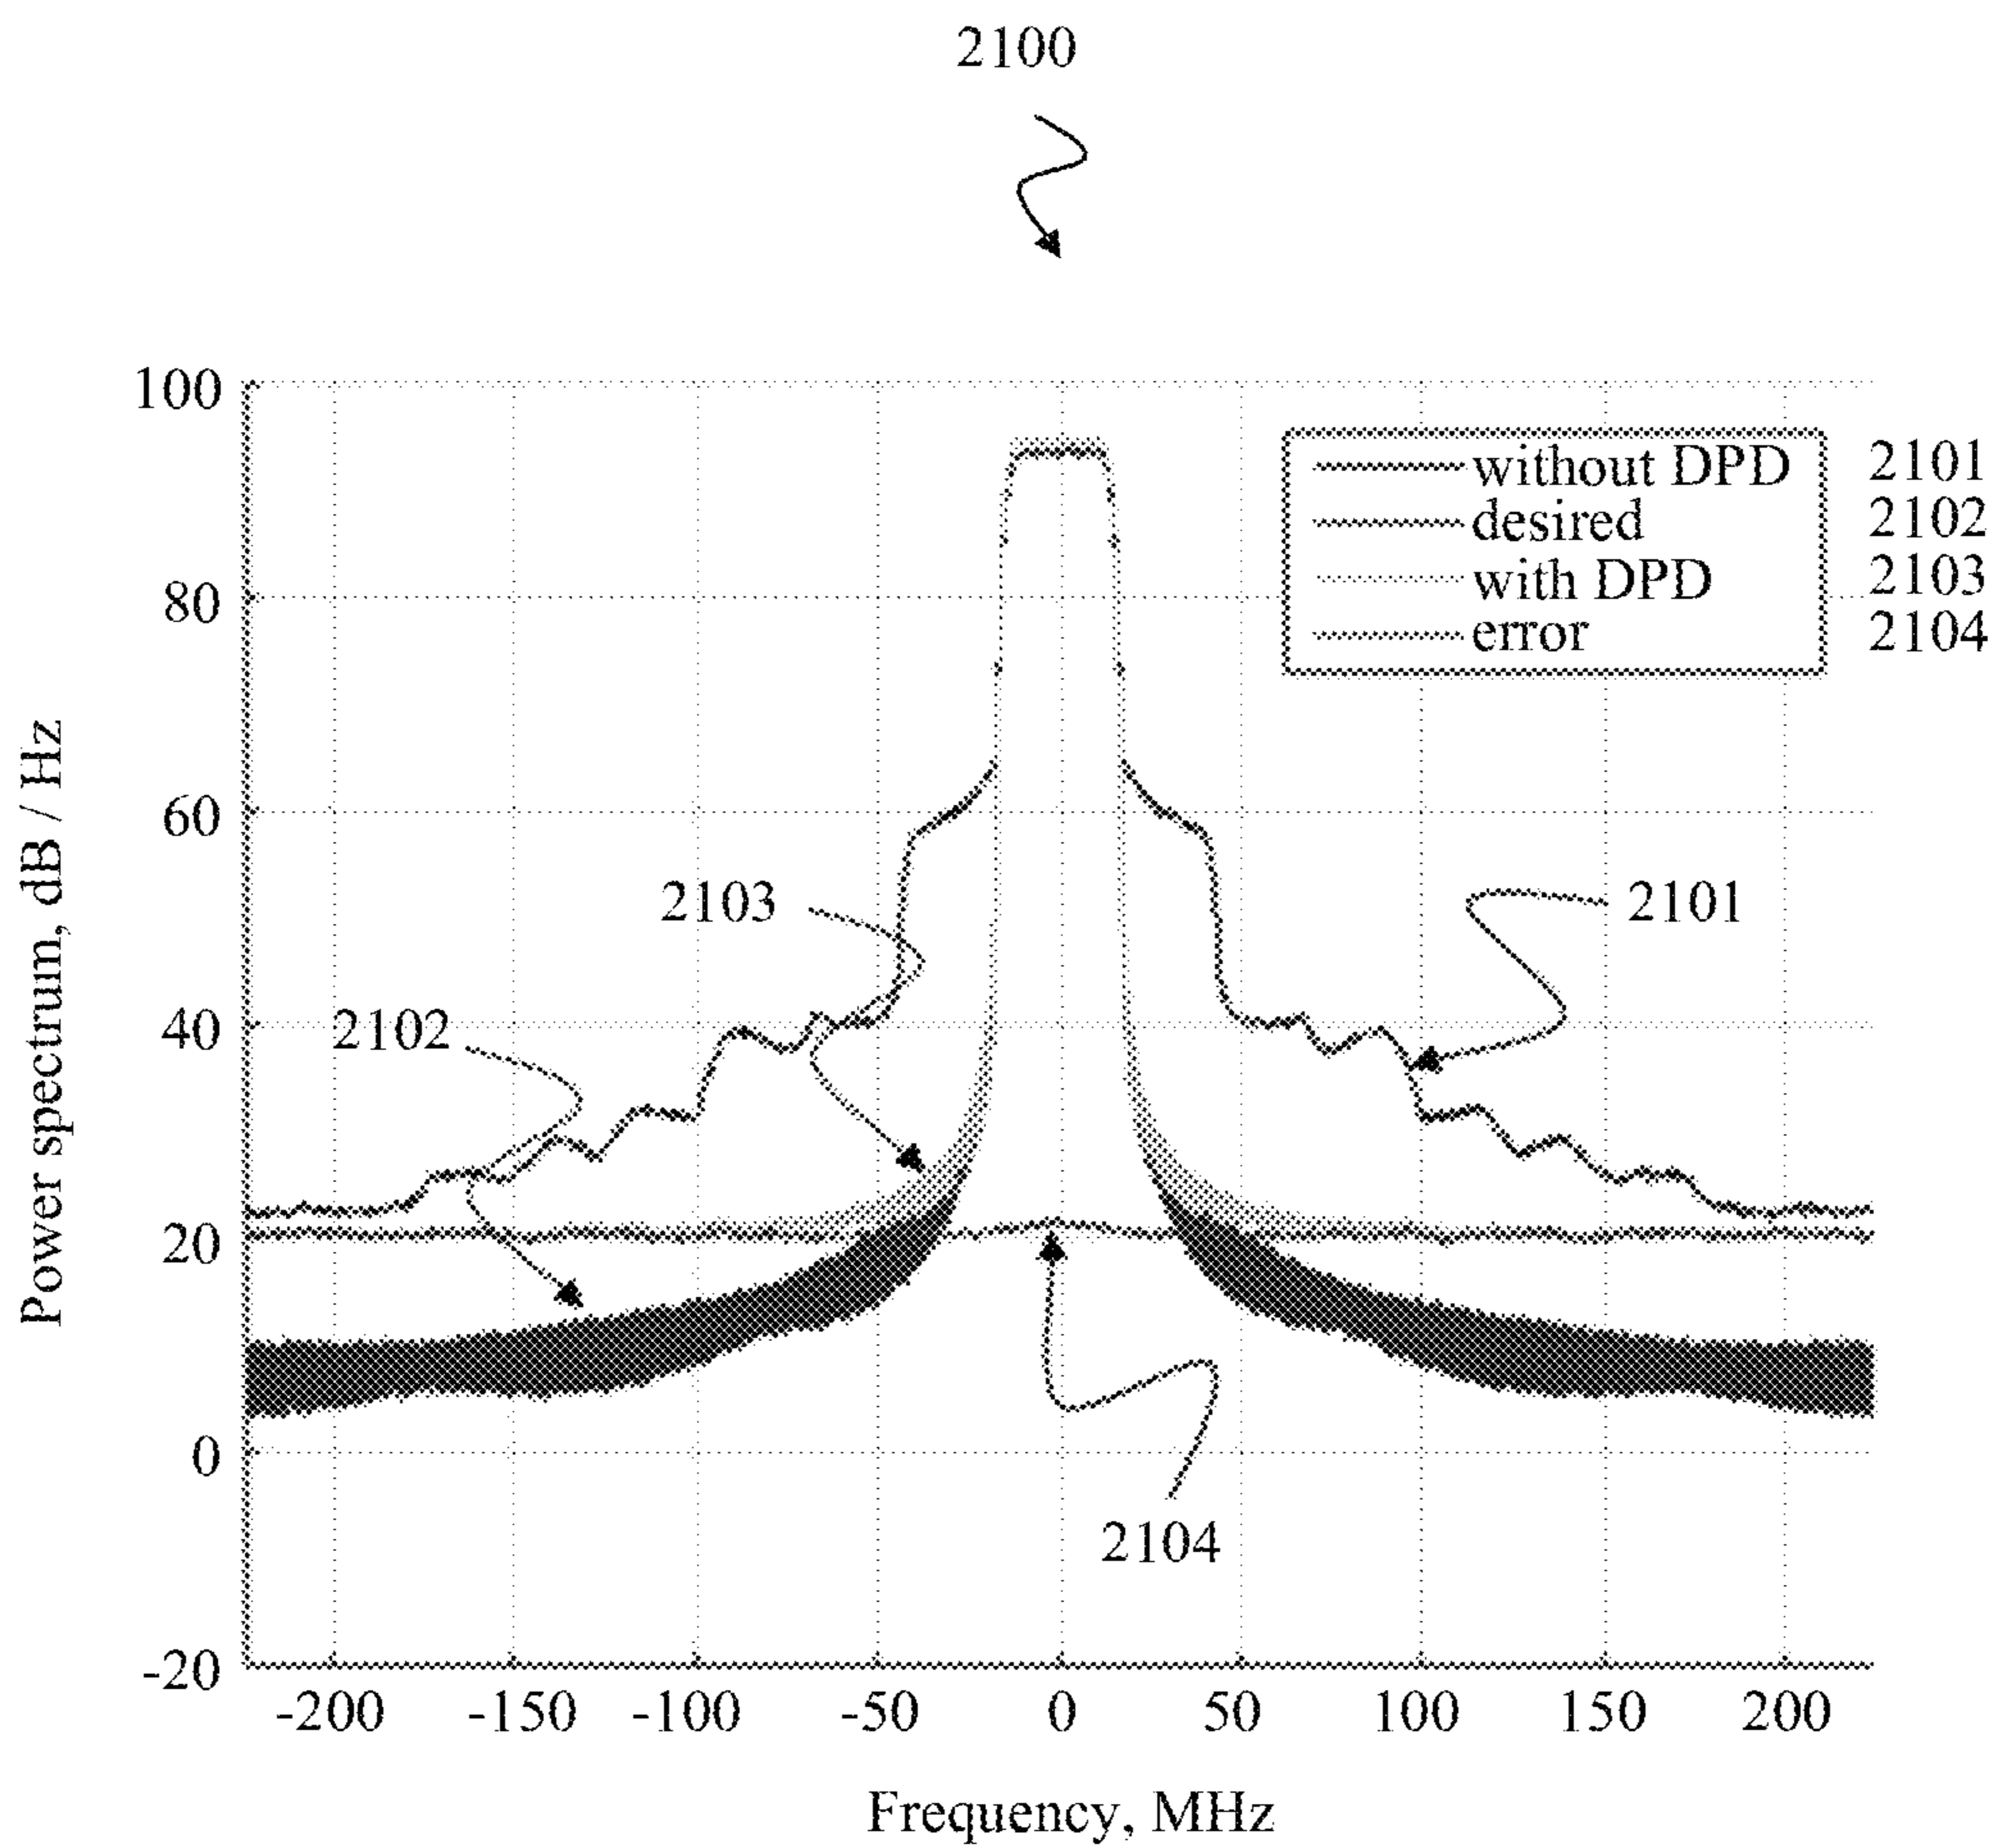 2100
100
80
60
40
20
0
-20
Power spectrum, dB / Hz
without DPD 2101
desired 2102
with DPD 2103
error 2104
2103
2101
2102
2104
-200 -150 -100 -50 0 50 100 150 200
Frequency, MHz